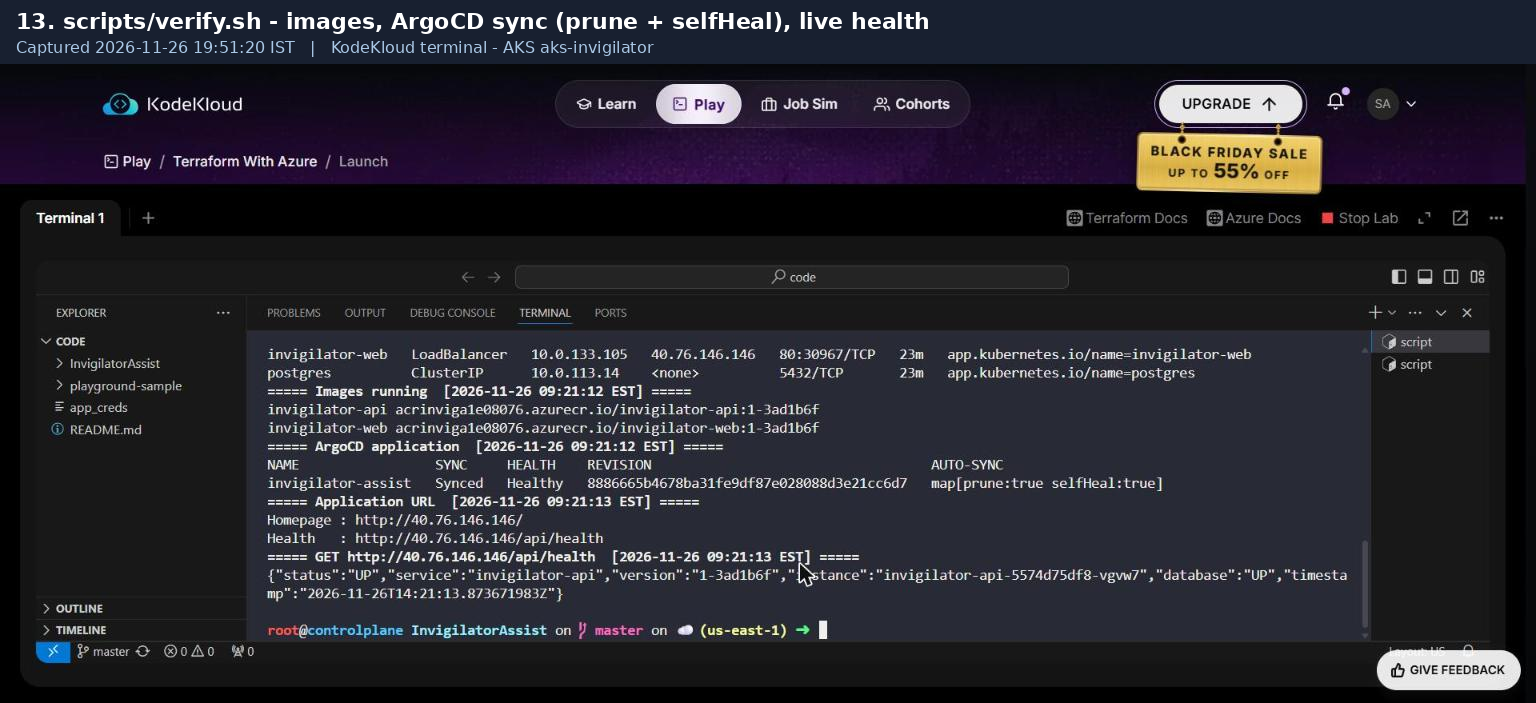 13. scripts/verify.sh - images, ArgoCD sync (prune + selfHeal), live health
Captured 2026-11-26 19:51:20 IST | KodeKloud terminal - AKS aks-invigilator
KodeKloud
Learn
Play
Job Sim
Cohorts
UPGRADE
SA
BLACK FRIDAY SALE
UP TO 55% OFF
Play / Terraform With Azure / Launch
Terminal 1
Terraform Docs
Azure Docs
Stop Lab
code
EXPLORER
PROBLEMS OUTPUT DEBUG CONSOLE TERMINAL PORTS
CODE
InvigilatorAssist
playground-sample
app_creds
README.md
OUTLINE
TIMELINE
invigilator-web LoadBalancer 10.0.133.105 40.76.146.146 80:30967/TCP 23m app.kubernetes.io/name=invigilator-web
postgres ClusterIP 10.0.113.14 <none> 5432/TCP 23m app.kubernetes.io/name=postgres
===== Images running [2026-11-26 09:21:12 EST] =====
invigilator-api acrinviga1e08076.azurecr.io/invigilator-api:1-3ad1b6f
invigilator-web acrinviga1e08076.azurecr.io/invigilator-web:1-3ad1b6f
===== ArgoCD application [2026-11-26 09:21:12 EST] =====
NAME SYNC HEALTH REVISION AUTO-SYNC
invigilator-assist Synced Healthy 8886665b4678ba31fe9df87e028088d3e21cc6d7 map[prune:true selfHeal:true]
===== Application URL [2026-11-26 09:21:13 EST] =====
Homepage : http://40.76.146.146/
Health : http://40.76.146.146/api/health
===== GET http://40.76.146.146/api/health [2026-11-26 09:21:13 EST] =====
{"status":"UP","service":"invigilator-api","version":"1-3ad1b6f","stance":"invigilator-api-5574d75df8-vgvw7","database":"UP","timesta
mp":"2026-11-26T14:21:13.873671983Z"}
root@controlplane InvigilatorAssist on master on (us-east-1) ➜
script
script
master
0 0
0
Layout: US
GIVE FEEDBACK